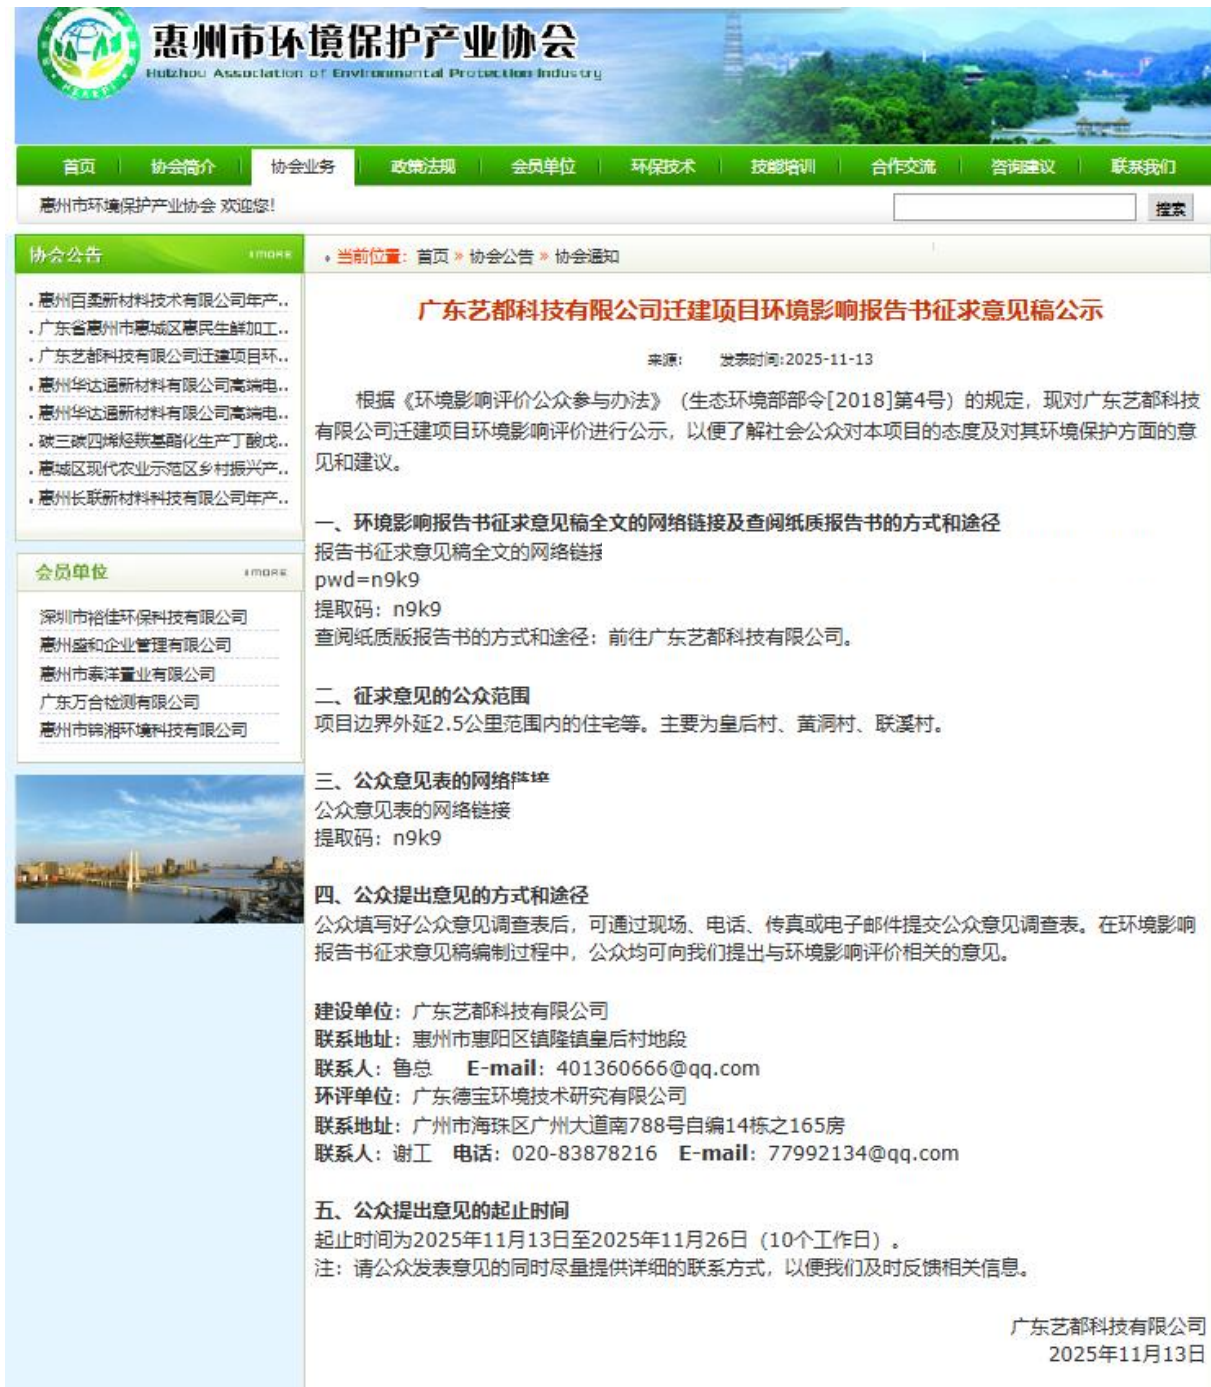 惠州市环境保护产业协会
Huizhou Association of Environmental Protection Industry
首页 协会简介 协会业务 政策法规 会员单位 环保技术 技能培训 合作交流 咨询建议 联系我们
惠州市环境保护产业协会 欢迎您!
搜索
协会公告
MORE
.惠州百柔新材料技术有限公司年产..
.广东省惠州市惠城区惠民生鲜加工..
.广东艺都科技有限公司迁建项目环..
.惠州华达通新材料有限公司高端电..
.惠州华达通新材料有限公司高端电..
.碳三碳四烯烃羰基酯化生产丁酸戊..
.惠城区现代农业示范区乡村振兴产..
.惠州长联新材料科技有限公司年产..
会员单位
MORE
深圳市裕佳环保科技有限公司
惠州盛和企业管理有限公司
惠州市泰洋置业有限公司
广东万合检测有限公司
惠州市锦湘环境科技有限公司
当前位置：首页 » 协会公告 » 协会通知
广东艺都科技有限公司迁建项目环境影响报告书征求意见稿公示
来源： 发表时间:2025-11-13
根据《环境影响评价公众参与办法》（生态环境部部令[2018]第4号）的规定，现对广东艺都科技
有限公司迁建项目环境影响评价进行公示，以便了解社会公众对本项目的态度及对其环境保护方面的意
见和建议。
一、环境影响报告书征求意见稿全文的网络链接及查阅纸质报告书的方式和途径
报告书征求意见稿全文的网络链接
pwd=n9k9
提取码：n9k9
查阅纸质版报告书的方式和途径：前往广东艺都科技有限公司。
二、征求意见的公众范围
项目边界外延2.5公里范围内的住宅等。主要为皇后村、黄洞村、联溪村。
三、公众意见表的网络链接
公众意见表的网络链接
提取码：n9k9
四、公众提出意见的方式和途径
公众填写好公众意见调查表后，可通过现场、电话、传真或电子邮件提交公众意见调查表。在环境影响
报告书征求意见稿编制过程中，公众均可向我们提出与环境影响评价相关的意见。
建设单位：广东艺都科技有限公司
联系地址：惠州市惠阳区镇隆镇皇后村地段
联系人：鲁总 E-mail：401360666@qq.com
环评单位：广东德宝环境技术研究有限公司
联系地址：广州市海珠区广州大道南788号自编14栋之165房
联系人：谢工 电话：020-83878216 E-mail：77992134@qq.com
五、公众提出意见的起止时间
起止时间为2025年11月13日至2025年11月26日（10个工作日）。
注：请公众发表意见的同时尽量提供详细的联系方式，以便我们及时反馈相关信息。
广东艺都科技有限公司
2025年11月13日